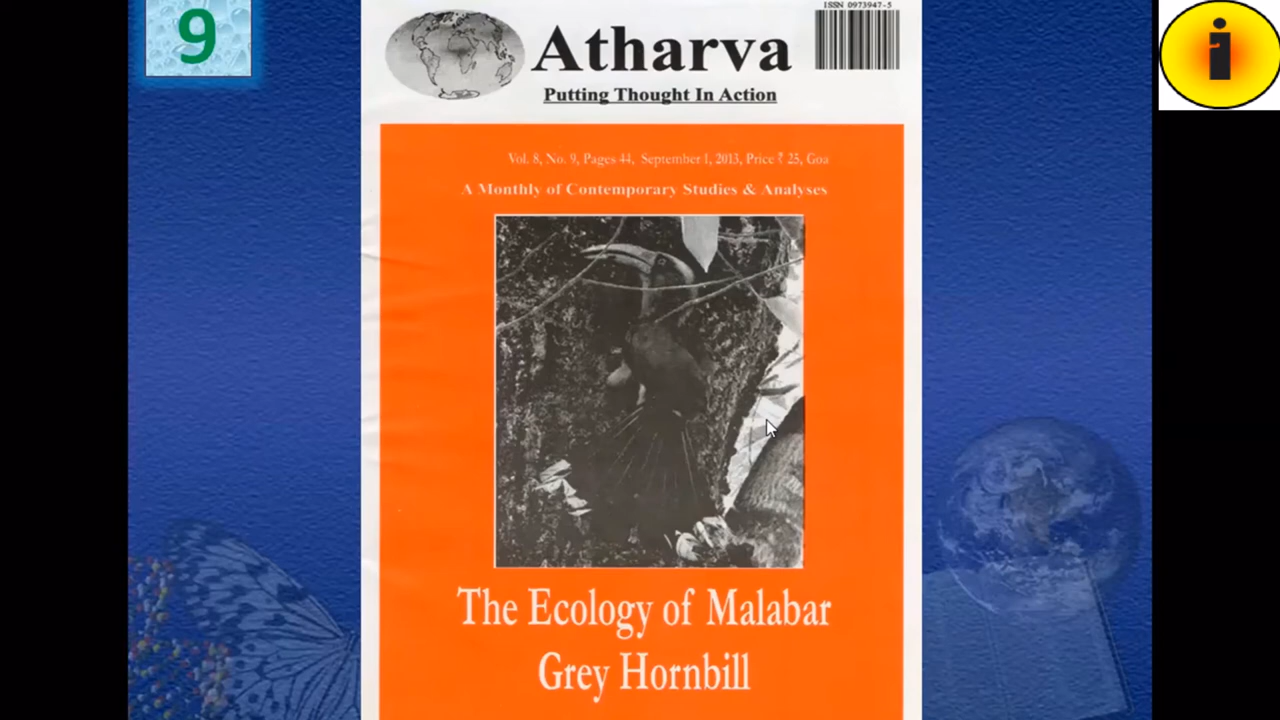 9
ISSN 0973947-5
Atharva
Putting Thought In Action
Vol. 8, No. 9, Pages 44, September 1, 2013, Price ₹ 25, Goa
A Monthly of Contemporary Studies & Analyses
The Ecology of Malabar
Grey Hornbill
i